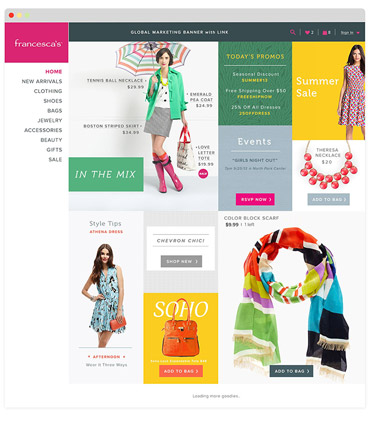 GLOBAL MARKETING BANNER with LINK
2
0
Sign in
francesca's
HOME
NEW ARRIVALS
CLOTHING
SHOES
BAGS
JEWELRY
ACCESSORIES
BEAUTY
GIFTS
SALE
TENNIS BALL NECKLACE
$29.99
EMERALD
PEA COAT
$24.99
BOSTON STRIPED SKIRT
$34.99
LOVE
LETTER
TOTE
$19.99
IN THE MIX
TODAY'S PROMOS
Seasonal Discount
SUMMER12
Free Shipping Over $50
FREESHIPNOW
25% Off All Dresses
25OFFDRESS
Summer
Sale
Events
"GIRLS NIGHT OUT"
RSVP NOW
THERESA
NECKLACE
$20
ADD TO BAG
Style Tips
ATHENA DRESS
AFTERNOON
Wear it Three Ways
CHEVRON CHIC!
SHOP NEW
SOHO
ADD TO BAG
COLOR BLOCK SCARF
$9.99 | 1 left
ADD TO BAG
Loading more goodies..